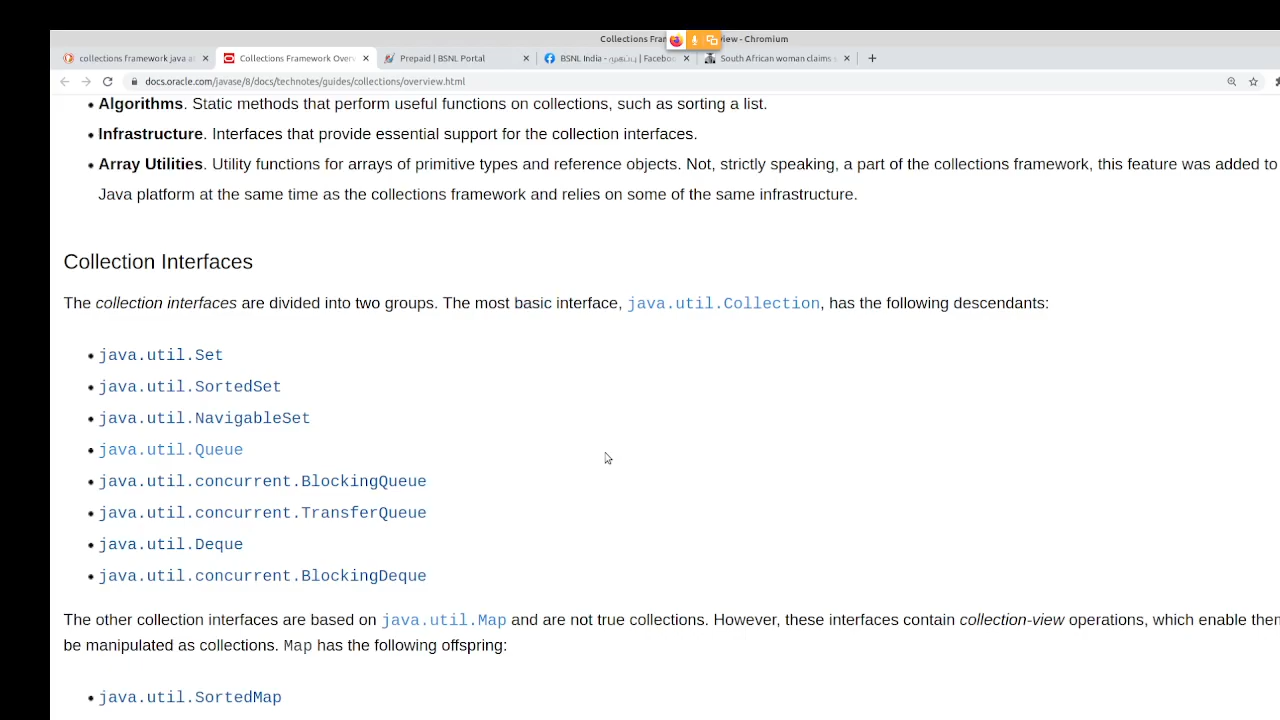 Collections Fra view - Chromium
collections framework java a
Collections Framework Over
Prepaid | BSNL Portal
BSNL India - முகப்பு | Faceboo
South African woman claims s
docs.oracle.com/javase/8/docs/technotes/guides/collections/overview.html
• Algorithms. Static methods that perform useful functions on collections, such as sorting a list.
• Infrastructure. Interfaces that provide essential support for the collection interfaces.
• Array Utilities. Utility functions for arrays of primitive types and reference objects. Not, strictly speaking, a part of the collections framework, this feature was added to
Java platform at the same time as the collections framework and relies on some of the same infrastructure.
Collection Interfaces
The collection interfaces are divided into two groups. The most basic interface, java.util.Collection, has the following descendants:
• java.util.Set
• java.util.SortedSet
• java.util.NavigableSet
• java.util.Queue
• java.util.concurrent.BlockingQueue
• java.util.concurrent.TransferQueue
• java.util.Deque
• java.util.concurrent.BlockingDeque
The other collection interfaces are based on java.util.Map and are not true collections. However, these interfaces contain collection-view operations, which enable them
be manipulated as collections. Map has the following offspring:
• java.util.SortedMap